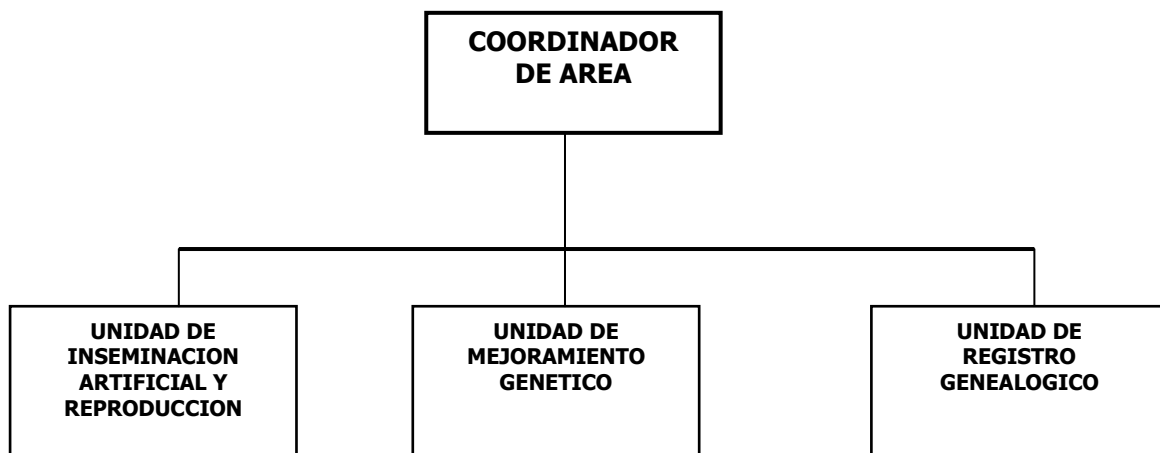 COORDINADOR
DE AREA
UNIDAD DE
INSEMINACION
ARTIFICIAL Y
REPRODUCCION
UNIDAD DE
MEJORAMIENTO
GENETICO
UNIDAD DE
REGISTRO
GENEALOGICO